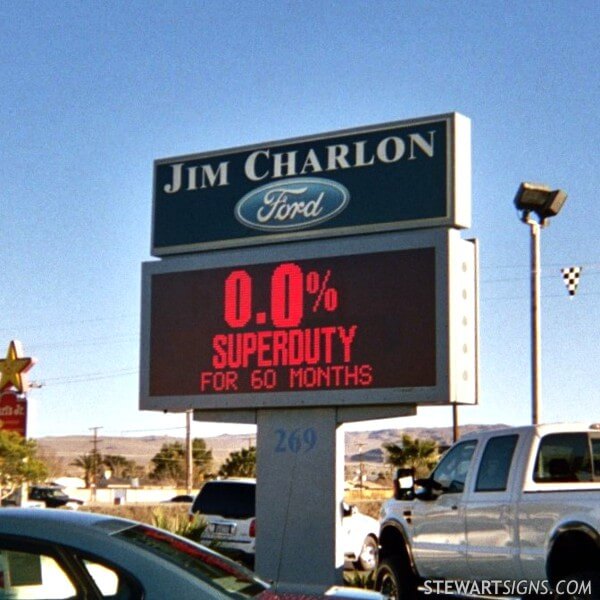 JIM CHARLON
Ford
0.0%
SUPERDUTY
FOR 60 MONTHS
269
STEWARTSIGNS.COM